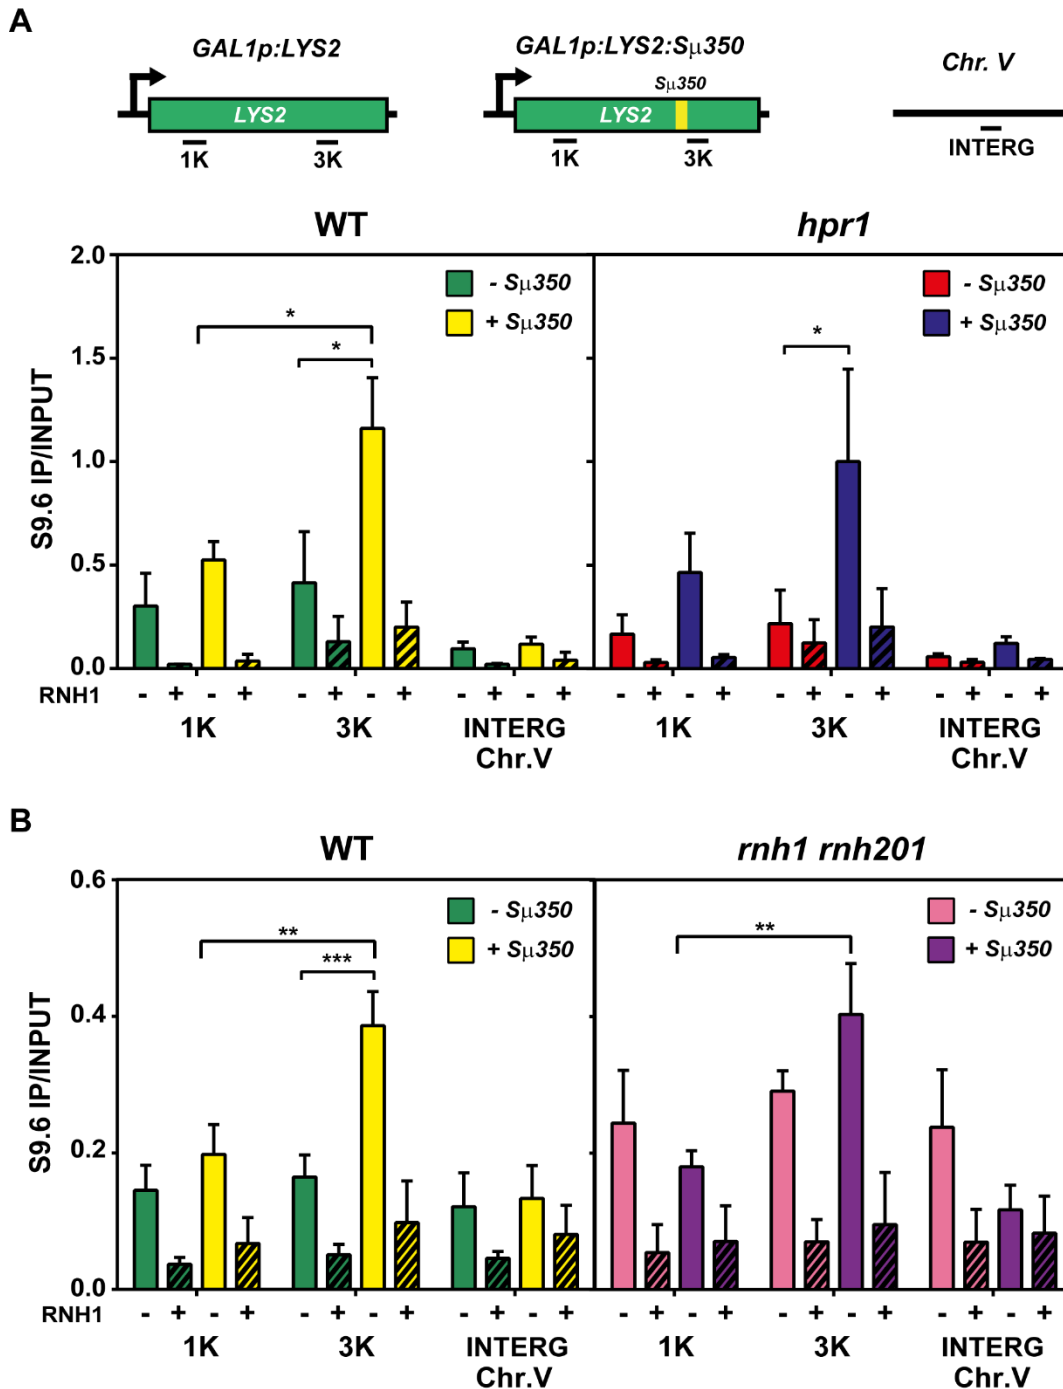 A
GAL1p:LYS2
GAL1p:LYS2:Sµ350
Chr. V
Sµ350
LYS2
LYS2
1K
3K
1K
3K
INTERG
WT
hpr1
2.0
1.5
1.0
0.5
0.0
S9.6 IP/INPUT
- Sµ350
+ Sµ350
- Sµ350
+ Sµ350
*
*
*
RNH1 - + - + - + - + - + - + - + - + - + - + - + - +
1K 3K INTERG 1K 3K INTERG
Chr.V Chr.V
B
WT
rnh1 rnh201
0.6
0.4
0.2
0.0
S9.6 IP/INPUT
- Sµ350
+ Sµ350
- Sµ350
+ Sµ350
**
***
**
RNH1 - + - + - + - + - + - + - + - + - + - + - + - +
1K 3K INTERG 1K 3K INTERG
Chr.V Chr.V